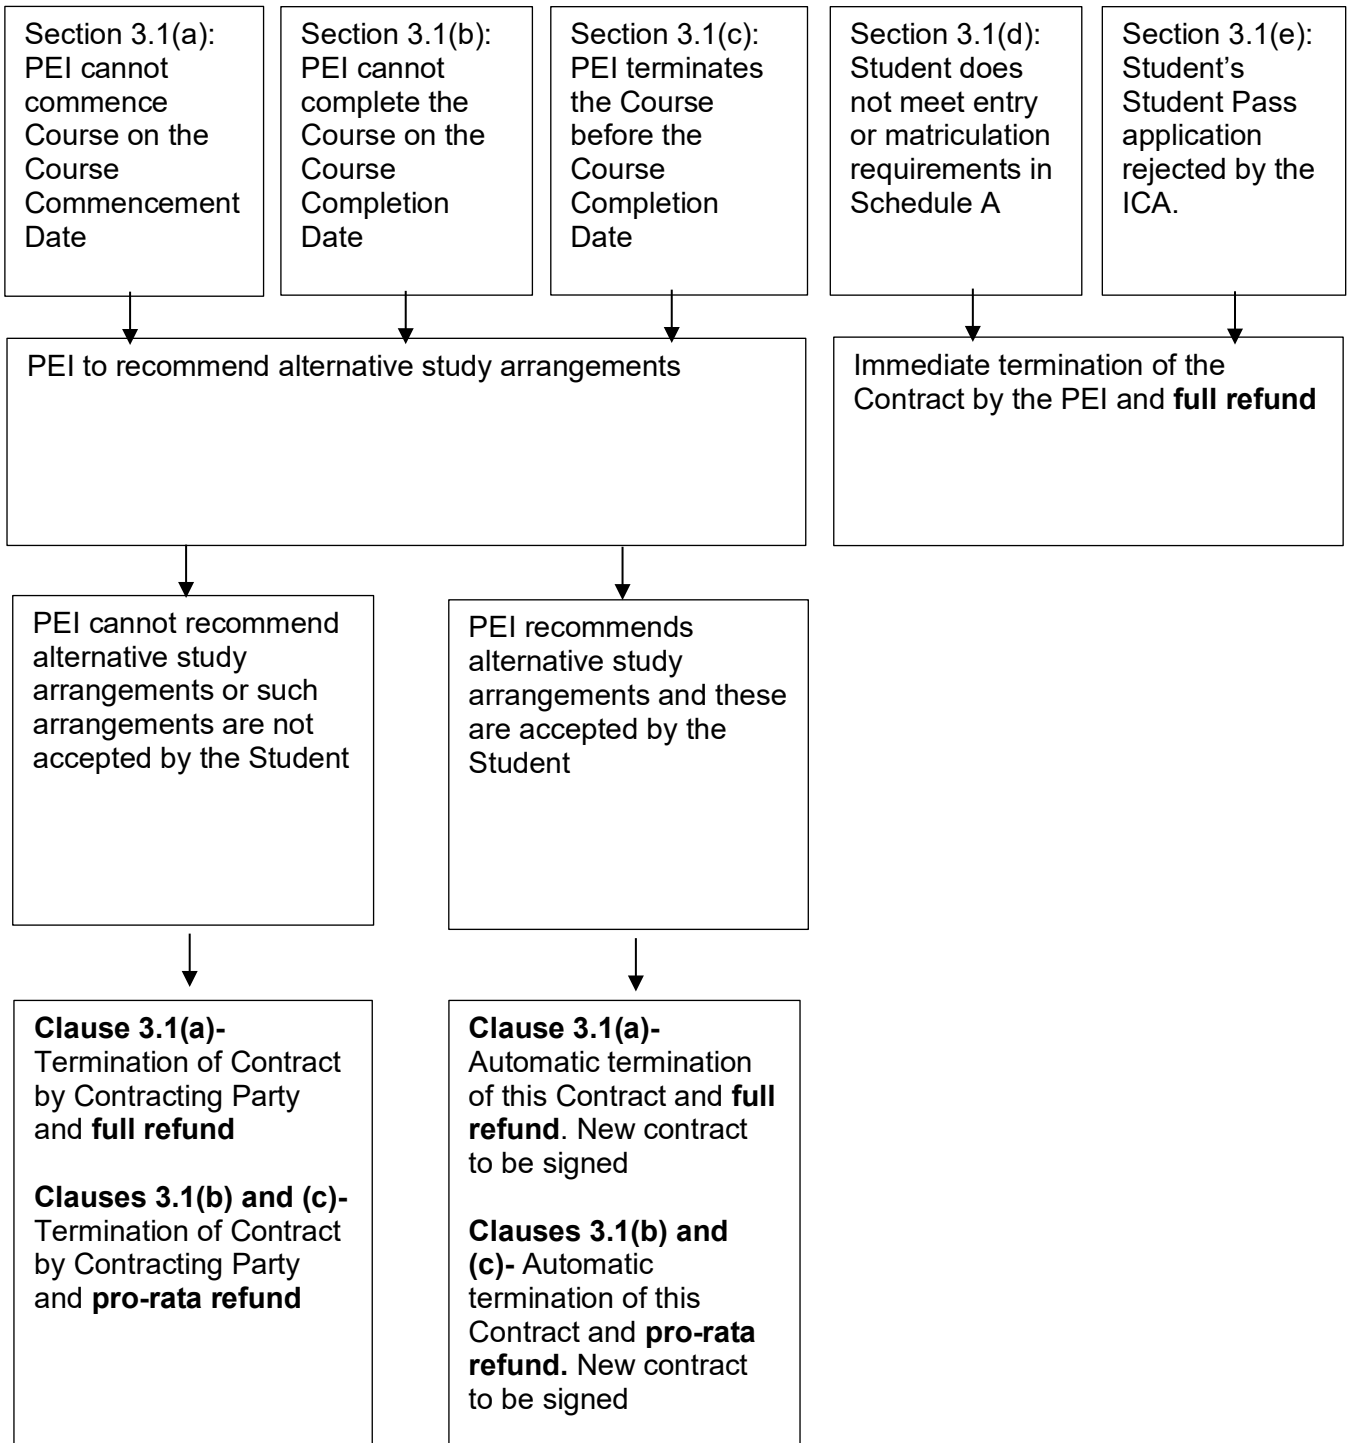 Section 3.1(a):
PEI cannot
commence
Course on the
Course
Commencement
Date
Section 3.1(b):
PEI cannot
complete the
Course on the
Course
Completion
Date
Section 3.1(c):
PEI terminates
the Course
before the
Course
Completion
Date
Section 3.1(d):
Student does
not meet entry
or matriculation
requirements in
Schedule A
Section 3.1(e):
Student’s
Student Pass
application
rejected by the
ICA.
PEI to recommend alternative study arrangements
Immediate termination of the
Contract by the PEI and full refund
PEI cannot recommend
alternative study
arrangements or such
arrangements are not
accepted by the Student
PEI recommends
alternative study
arrangements and these
are accepted by the
Student
Clause 3.1(a)-
Termination of Contract
by Contracting Party
and full refund
Clauses 3.1(b) and (c)-
Termination of Contract
by Contracting Party
and pro-rata refund
Clause 3.1(a)-
Automatic termination
of this Contract and full
refund. New contract
to be signed
Clauses 3.1(b) and
(c)- Automatic
termination of this
Contract and pro-rata
refund. New contract
to be signed